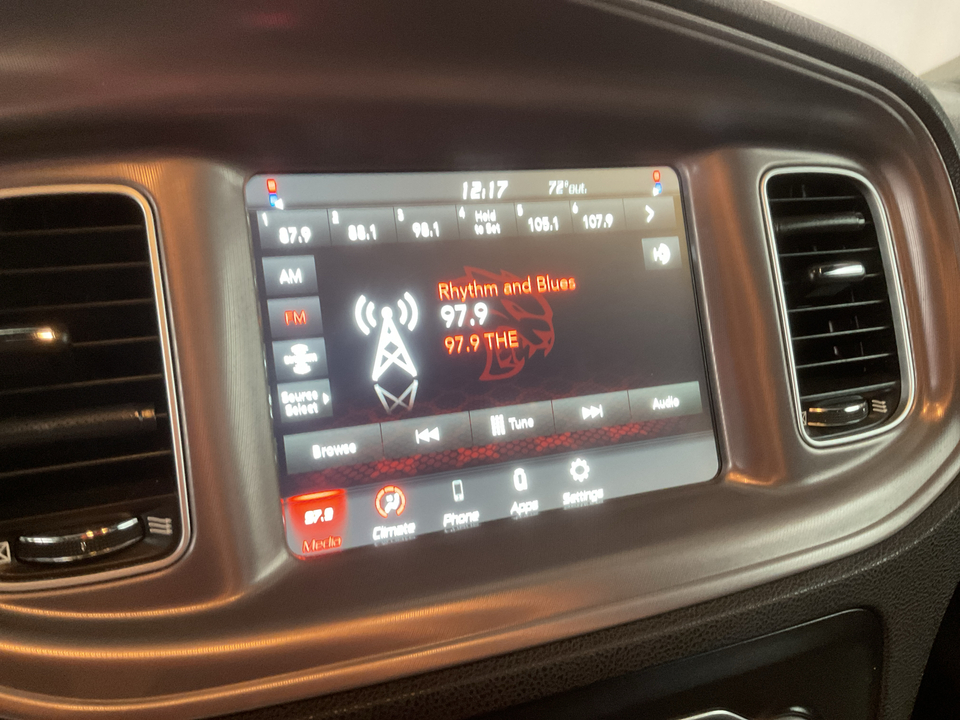 12:17 72°out
1 87.9 2 88.1 3 98.1 4 Hold to Set 5 105.1 6 107.9
AM
Rhythm and Blues
FM
97.9
97.9 THE
Source
Select
Browse Tune Audio
97.9
Media Climate Phone Apps Settings